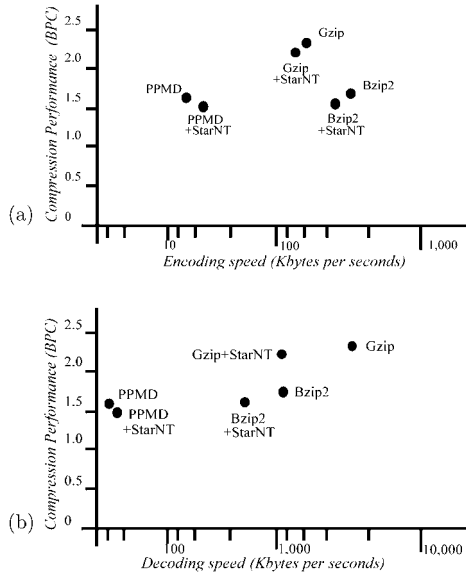 (a)
Compression Performance (BPC)
2.5
2.0
1.5
1.0
0.5
0
Gzip
Gzip
+StarNT
PPMD
PPMD
+StarNT
Bzip2
Bzip2
+StarNT
10
100
1,000
Encoding speed (Kbytes per seconds)
(b)
Compression Performance (BPC)
2.5
2.0
1.5
1.0
0.5
0
Gzip+StarNT
Gzip
PPMD
PPMD
+StarNT
Bzip2
Bzip2
+StarNT
100
1,000
10,000
Decoding speed (Kbytes per seconds)